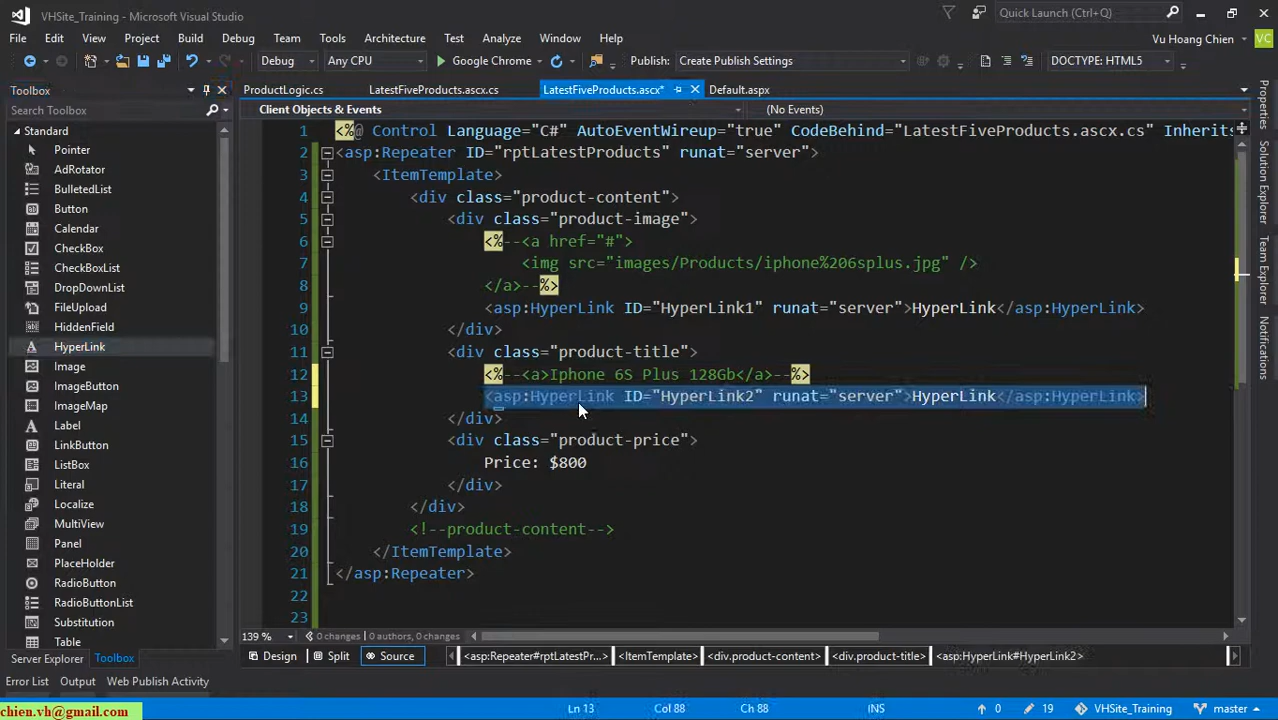 VHSite_Training - Microsoft Visual Studio
Quick Launch (Ctrl+Q)
File Edit View Project Build Debug Team Tools Architecture Test Analyze Window Help
Vu Hoang Chien VC
Debug Any CPU Google Chrome Publish: Create Publish Settings DOCTYPE: HTML5
Toolbox
ProductLogic.cs LatestFiveProducts.ascx.cs LatestFiveProducts.ascx* Default.aspx
Search Toolbox
Client Objects & Events (No Events)
Standard
Pointer
AdRotator
BulletedList
Button
Calendar
CheckBox
CheckBoxList
DropDownList
FileUpload
HiddenField
HyperLink
Image
ImageButton
ImageMap
Label
LinkButton
ListBox
Literal
Localize
MultiView
Panel
PlaceHolder
RadioButton
RadioButtonList
Substitution
Table
1 <%@ Control Language="C#" AutoEventWireup="true" CodeBehind="LatestFiveProducts.ascx.cs" Inherits
2 <asp:Repeater ID="rptLatestProducts" runat="server">
3 <ItemTemplate>
4 <div class="product-content">
5 <div class="product-image">
6 <%--<a href="#">
7 <img src="images/Products/iphone%206splus.jpg" />
8 </a>--%>
9 <asp:HyperLink ID="HyperLink1" runat="server">HyperLink</asp:HyperLink>
10 </div>
11 <div class="product-title">
12 <%--<a>Iphone 6S Plus 128Gb</a>--%>
13 <asp:HyperLink ID="HyperLink2" runat="server">HyperLink</asp:HyperLink>
14 </div>
15 <div class="product-price">
16 Price: $800
17 </div>
18 </div>
19 <!--product-content-->
20 </ItemTemplate>
21 </asp:Repeater>
22
23
Properties
Solution Explorer
Team Explorer
Notifications
139 % 0 changes | 0 authors, 0 changes
Server Explorer Toolbox
Design Split Source <asp:Repeater#rptLatestPr...> <ItemTemplate> <div.product-content> <div.product-title> <asp:HyperLink#HyperLink2>
Error List Output Web Publish Activity
chien.vh@gmail.com
Ln 13 Col 88 Ch 88 INS 0 19 VHSite_Training master